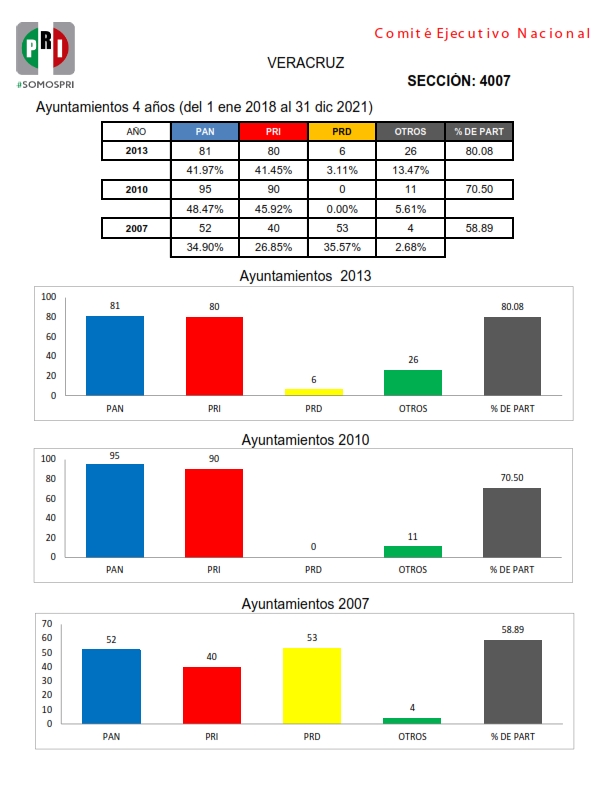 PRI
#SOMOSPRI
Comité Ejecutivo Nacional
VERACRUZ
SECCIÓN: 4007
Ayuntamientos 4 años (del 1 ene 2018 al 31 dic 2021)
AÑO PAN PRI PRD OTROS % DE PART
2013 81 80 6 26 80.08
41.97% 41.45% 3.11% 13.47%
2010 95 90 0 11 70.50
48.47% 45.92% 0.00% 5.61%
2007 52 40 53 4 58.89
34.90% 26.85% 35.57% 2.68%
Ayuntamientos 2013
100
80
60
40
20
0
81 80 6 26 80.08
PAN PRI PRD OTROS % DE PART
Ayuntamientos 2010
100
80
60
40
20
0
95 90 0 11 70.50
PAN PRI PRD OTROS % DE PART
Ayuntamientos 2007
70
60
50
40
30
20
10
0
52 40 53 4 58.89
PAN PRI PRD OTROS % DE PART